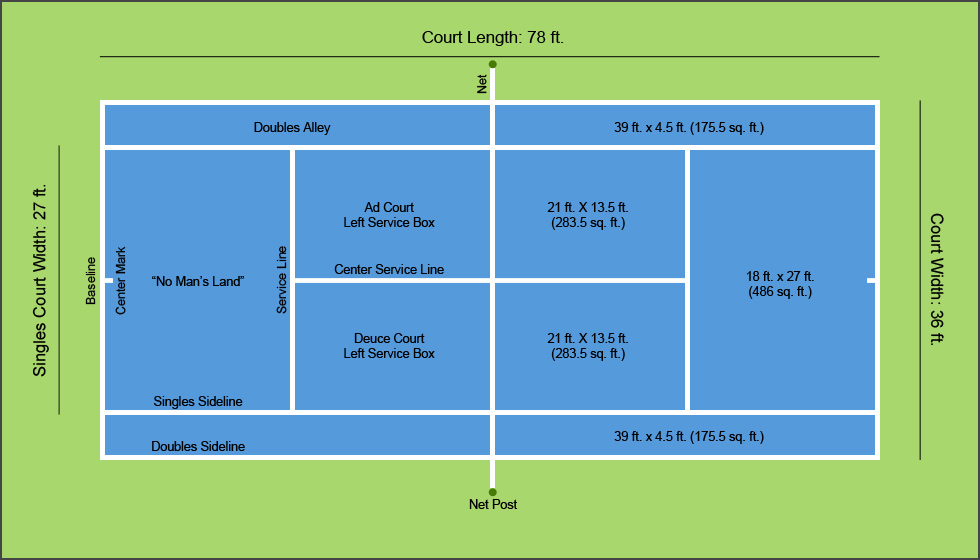 Court Length: 78 ft.
Net
Doubles Alley
39 ft. x 4.5 ft. (175.5 sq. ft.)
Singles Court Width: 27 ft.
Baseline
Center Mark
“No Man’s Land”
Service Line
Ad Court
Left Service Box
Center Service Line
Deuce Court
Left Service Box
21 ft. X 13.5 ft.
(283.5 sq. ft.)
21 ft. X 13.5 ft.
(283.5 sq. ft.)
18 ft. x 27 ft.
(486 sq. ft.)
Court Width: 36 ft.
Singles Sideline
Doubles Sideline
39 ft. x 4.5 ft. (175.5 sq. ft.)
Net Post